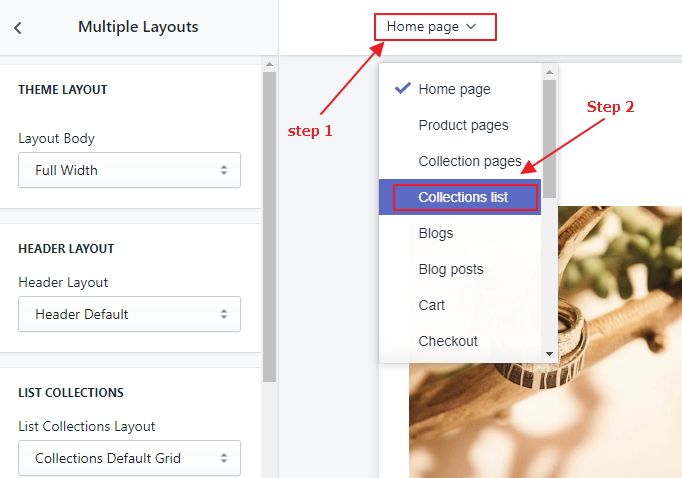 Multiple Layouts
Home page
THEME LAYOUT
Layout Body
Full Width
HEADER LAYOUT
Header Layout
Header Default
LIST COLLECTIONS
List Collections Layout
Collections Default Grid
step 1
Step 2
Home page
Product pages
Collection pages
Collections list
Blogs
Blog posts
Cart
Checkout